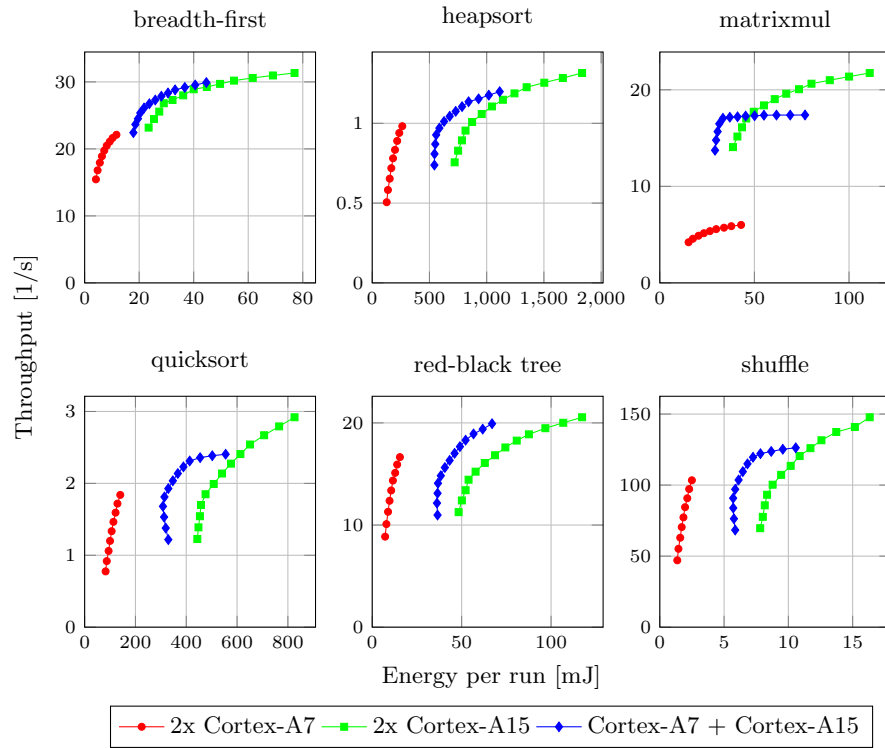 breadth-first
heapsort
matrixmul
30
20
10
0
0 20 40 60 80
1
0.5
0
0 500 1,000 1,500 2,000
20
10
0
0 50 100
Throughput [1/s]
quicksort
red-black tree
shuffle
3
2
1
0
0 200 400 600 800
20
10
0
0 50 100
150
100
50
0
0 5 10 15
Energy per run [mJ]
2x Cortex-A7 2x Cortex-A15 Cortex-A7 + Cortex-A15